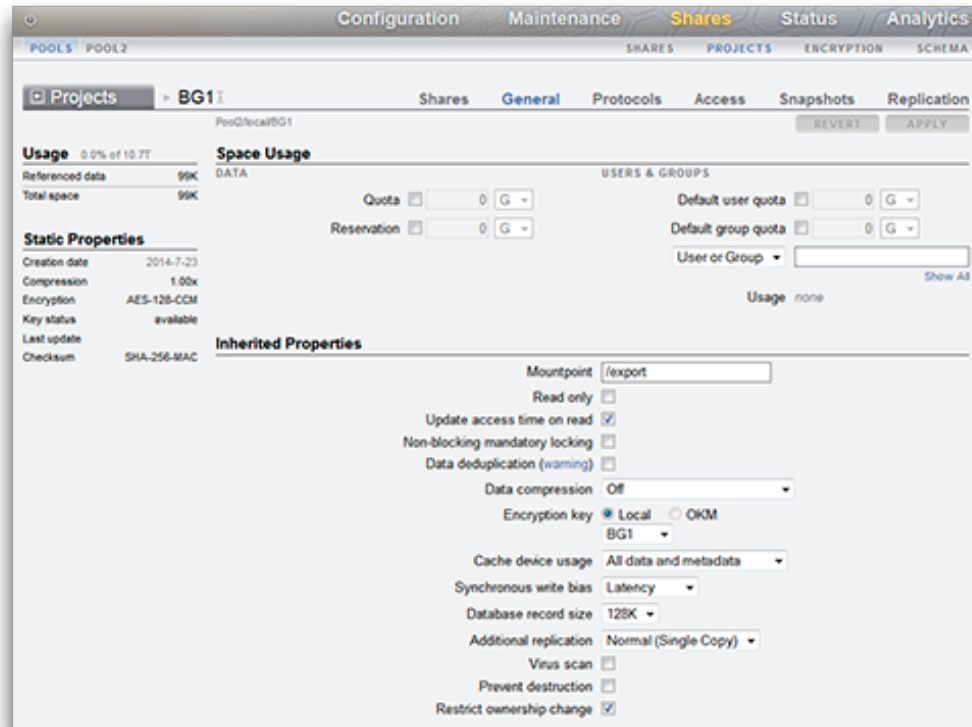 Configuration Maintenance Shares Status Analytics
POOLS POOL2 SHARES PROJECTS ENCRYPTION SCHEMA
Projects BG1 Shares General Protocols Access Snapshots Replication
Pool2/local/BG1 REVERT APPLY
Usage 0.0% of 10.7T
Referenced data 99K
Total space 99K
Static Properties
Creation date 2014-7-23
Compression 1.00x
Encryption AES-128-CCM
Key status available
Last update
Checksum SHA-256-MAC
Space Usage
DATA USERS & GROUPS
Quota 0 G Default user quota 0 G
Reservation 0 G Default group quota 0 G
User or Group
Show All
Usage none
Inherited Properties
Mountpoint /export
Read only
Update access time on read
Non-blocking mandatory locking
Data deduplication (warning)
Data compression Off
Encryption key Local OKM
BG1
Cache device usage All data and metadata
Synchronous write bias Latency
Database record size 128K
Additional replication Normal (Single Copy)
Virus scan
Prevent destruction
Restrict ownership change